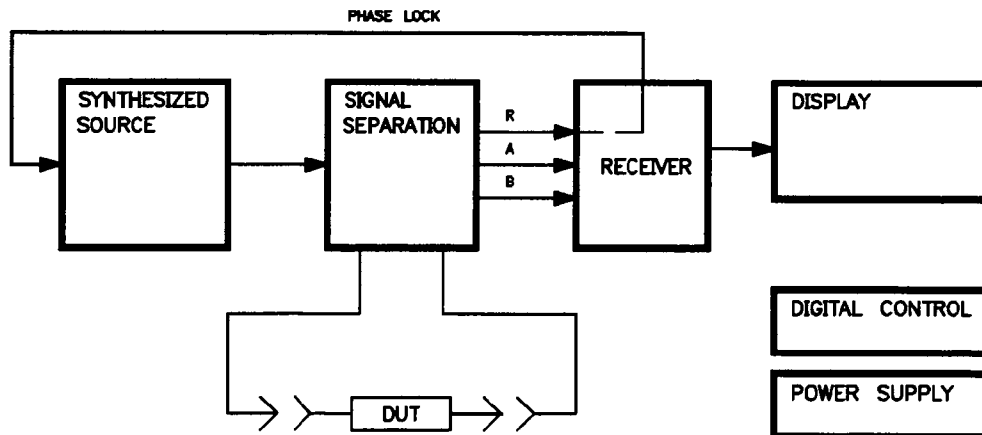 PHASE LOCK
SYNTHESIZED
SOURCE
SIGNAL
SEPARATION
R
A
B
RECEIVER
DISPLAY
DIGITAL CONTROL
POWER SUPPLY
DUT